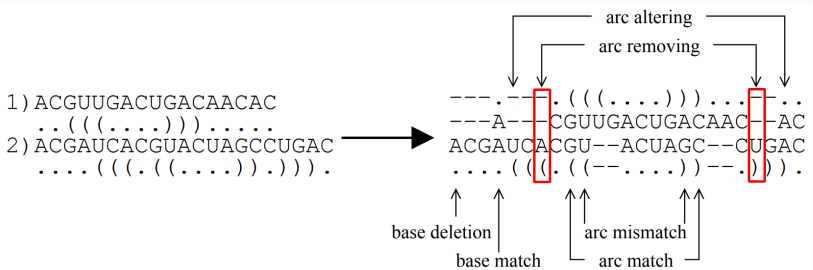 arc altering
arc removing
1)ACGUUGACUGACAACAC
..(((....))).....
2)ACGAUCACGUACUAGCCUGAC
....(((.((....)).))).
---.---.(((....)))...--..
---A---CGUUGACUGACAAC--AC
ACGAUCACGU--ACUAGC--CUGAC
....(((.((--....))--.))).
base deletion
arc mismatch
base match
arc match